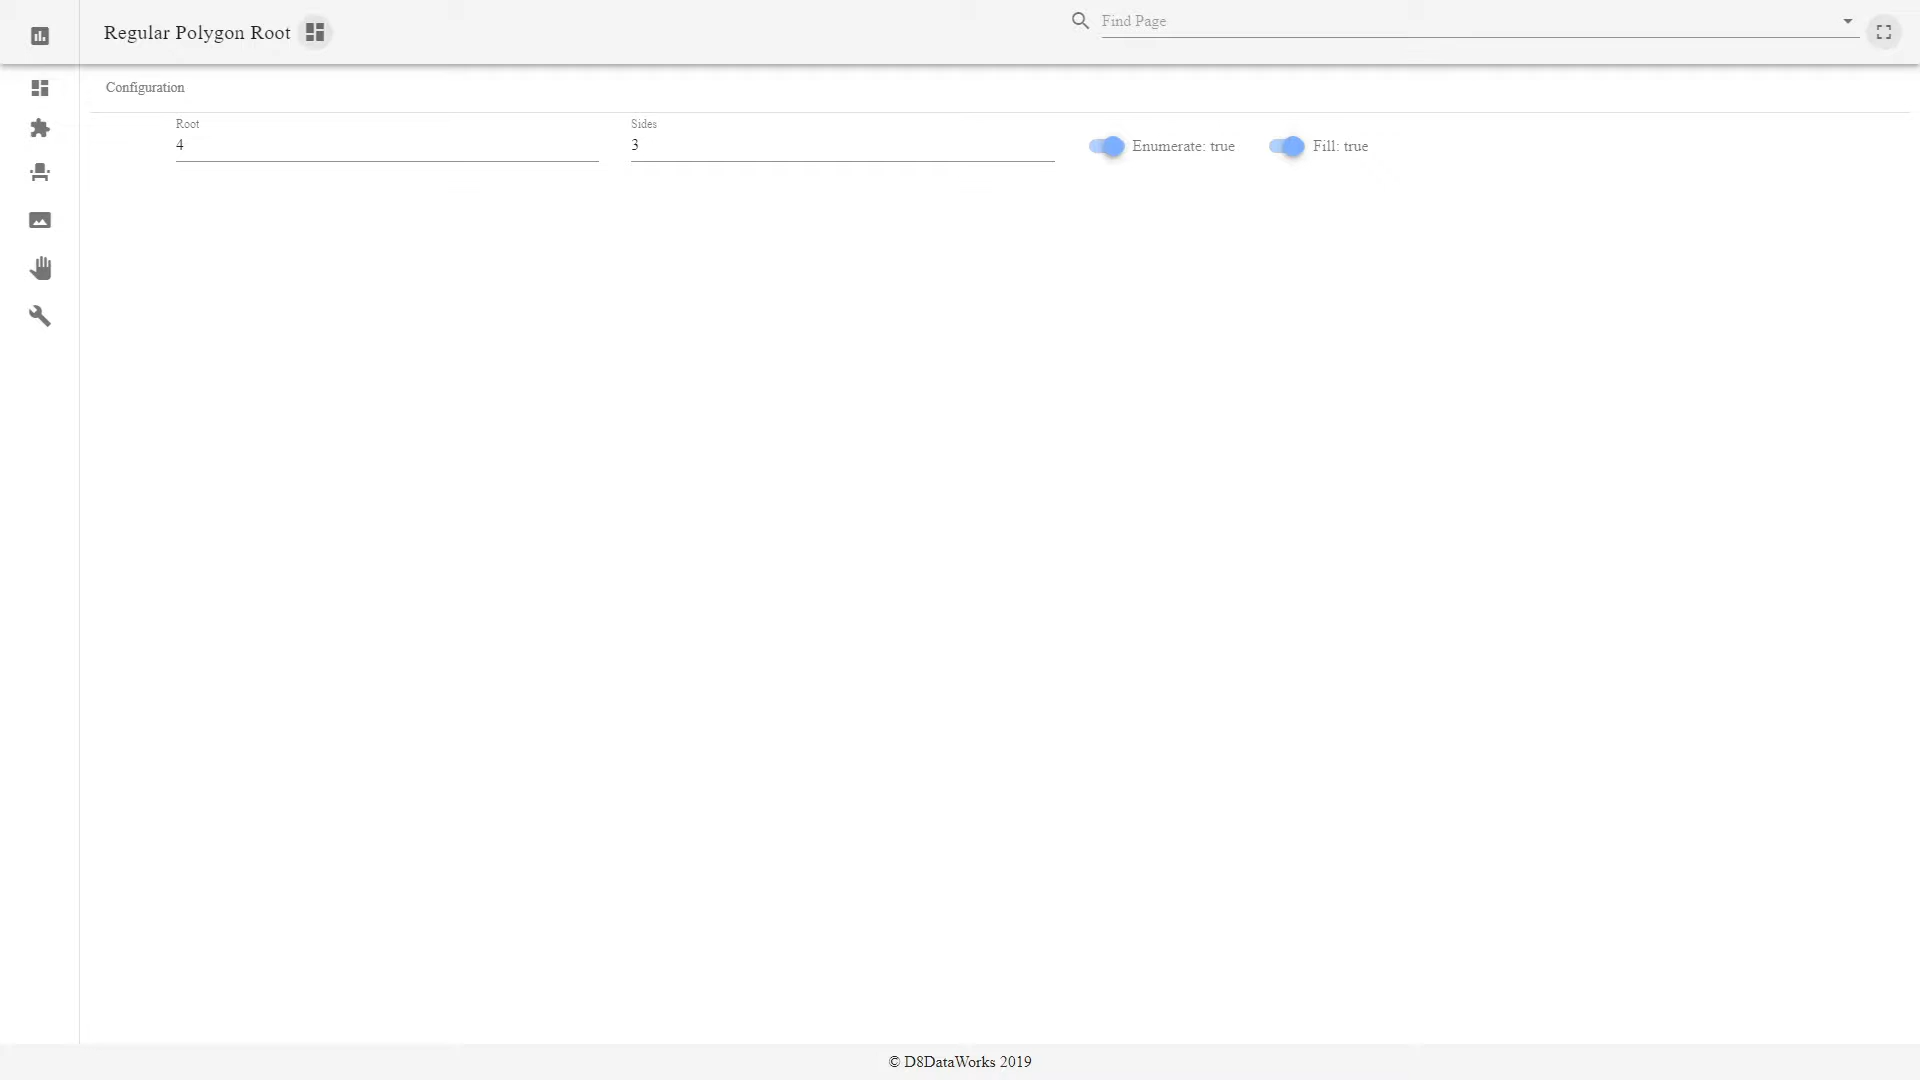 Regular Polygon Root
Find Page
Configuration
Root
4
Sides
3
Enumerate: true
Fill: true
© D8DataWorks 2019